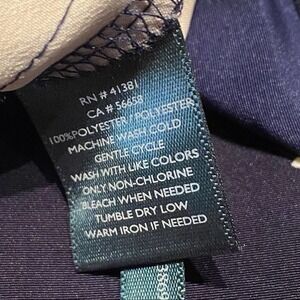 RN # 41381
CA # 56658
100%POLYESTER / POLYESTER
MACHINE WASH COLD
GENTLE CYCLE
WASH WITH LIKE COLORS
ONLY NON-CHLORINE
BLEACH WHEN NEEDED
TUMBLE DRY LOW
WARM IRON IF NEEDED